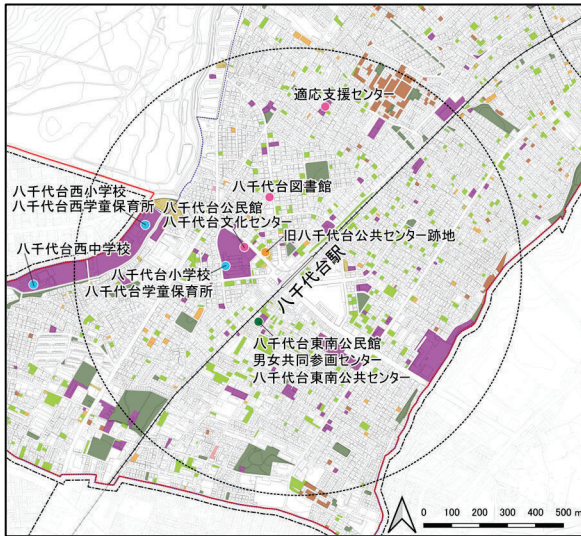 適応支援センター
八千代台図書館
八千代台西小学校
八千代台西学童保育所
八千代台公民館
八千代台文化センター
八千代台西中学校
旧八千代台公共センター跡地
八千代台小学校
八千代台学童保育所
八千代台駅
八千代台東南公民館
男女共同参画センター
八千代台東南公共センター
0 100 200 300 400 500 m